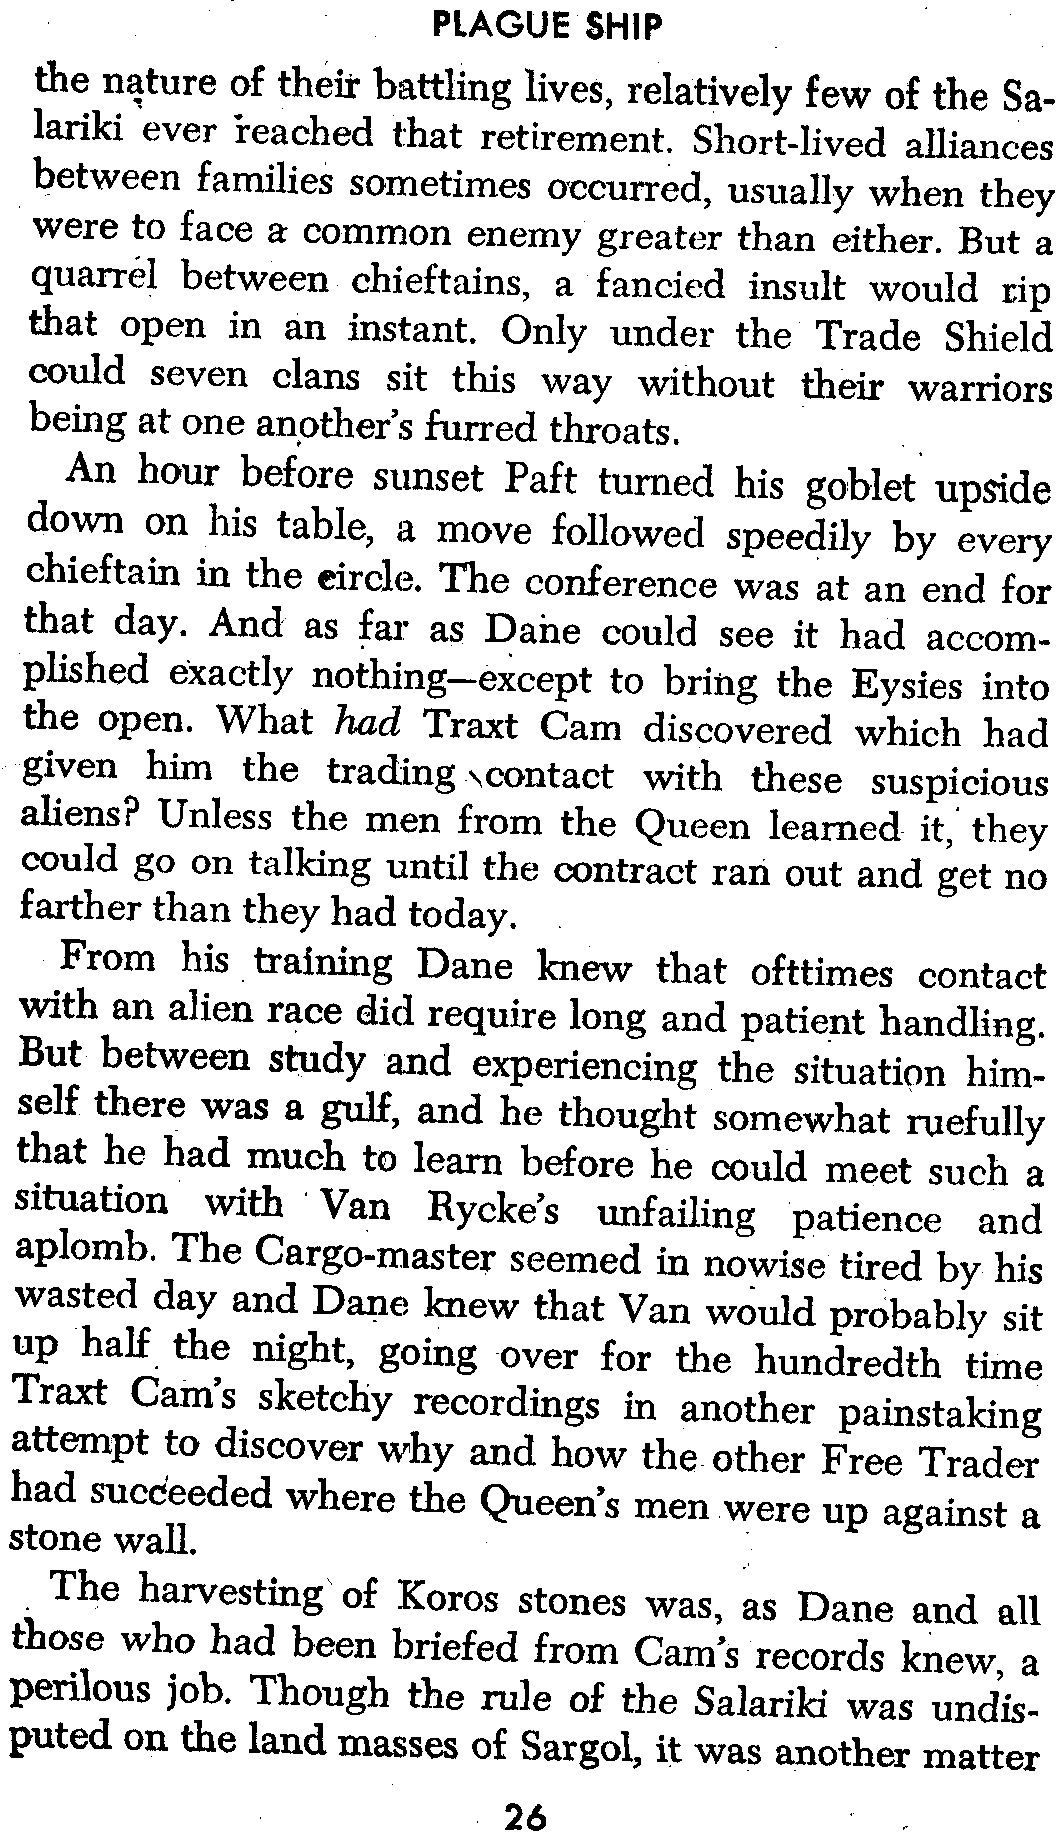 PLAGUE SHIP
the nature of their battling lives, relatively few of the Sa-
lariki ever reached that retirement. Short-lived alliances
between families sometimes occurred, usually when they
were to face a common enemy greater than either. But a
quarrel between chieftains, a fancied insult would rip
that open in an instant. Only under the Trade Shield
could seven clans sit this way without their warriors
being at one another's furred throats.
An hour before sunset Paft turned his goblet upside
down on his table, a move followed speedily by every
chieftain in the circle. The conference was at an end for
that day. And as far as Dane could see it had accom-
plished exactly nothing—except to bring the Eysies into
the open. What had Traxt Cam discovered which had
given him the trading contact with these suspicious
aliens? Unless the men from the Queen learned it, they
could go on talking until the contract ran out and get no
farther than they had today.
From his training Dane knew that ofttimes contact
with an alien race did require long and patient handling.
But between study and experiencing the situation him-
self there was a gulf, and he thought somewhat ruefully
that he had much to learn before he could meet such a
situation with Van Rycke's unfailing patience and
aplomb. The Cargo-master seemed in nowise tired by his
wasted day and Dane knew that Van would probably sit
up half the night, going over for the hundredth time
Traxt Cam's sketchy recordings in another painstaking
attempt to discover why and how the other Free Trader
had succeeded where the Queen's men were up against a
stone wall.
The harvesting of Koros stones was, as Dane and all
those who had been briefed from Cam's records knew, a
perilous job. Though the rule of the Salariki was undis-
puted on the land masses of Sargol, it was another matter
26